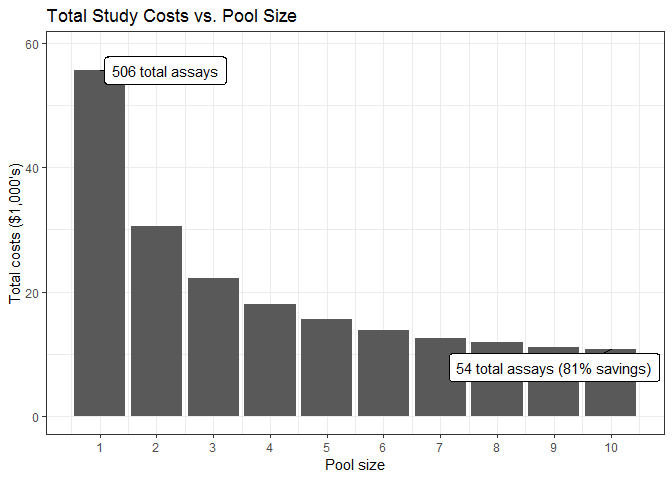 Total Study Costs vs. Pool Size
Total costs ($1,000's)
60
40
20
0
506 total assays
54 total assays (81% savings)
1 2 3 4 5 6 7 8 9 10
Pool size